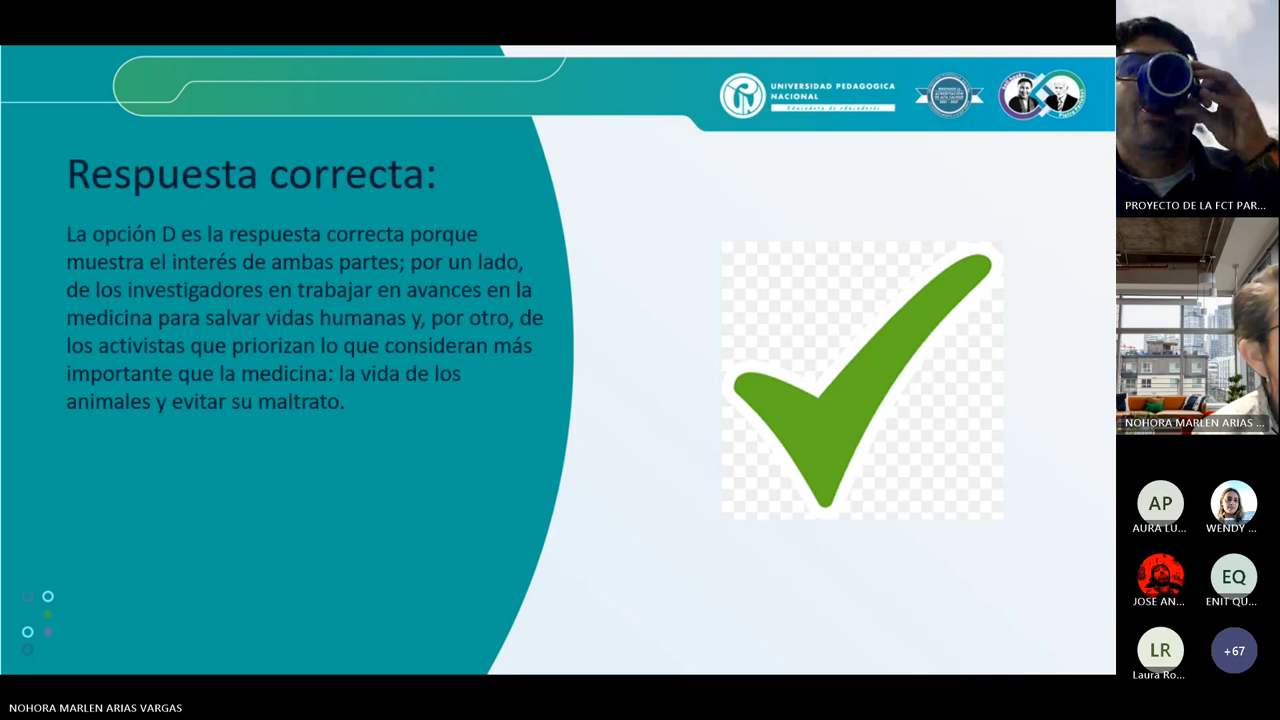 UNIVERSIDAD PEDAGOGICA
NACIONAL
Educadora de educadores
Respuesta correcta:
La opción D es la respuesta correcta porque
muestra el interés de ambas partes; por un lado,
de los investigadores en trabajar en avances en la
medicina para salvar vidas humanas y, por otro, de
los activistas que priorizan lo que consideran más
importante que la medicina: la vida de los
animales y evitar su maltrato.
PROYECTO DE LA FCT PAR...
NOHORA MARLEN ARIAS ...
AP
AURA LU...
WENDY ...
JOSE AN...
EQ
ENIT QU...
LR
Laura Ro...
+67
NOHORA MARLEN ARIAS VARGAS